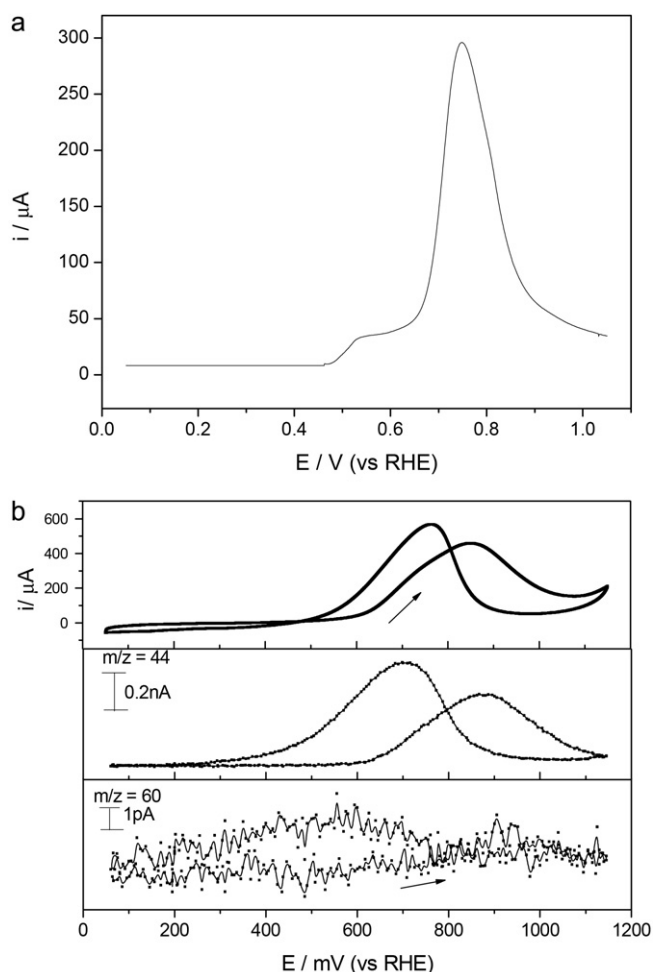 a
300
250
200
150
100
50
0
i / μA
0.0 0.2 0.4 0.6 0.8 1.0
E / V (vs RHE)
b
600
400
200
0
i/ μA
m/z = 44
0.2nA
m/z = 60
1pA
0 200 400 600 800 1000 1200
E / mV (vs RHE)